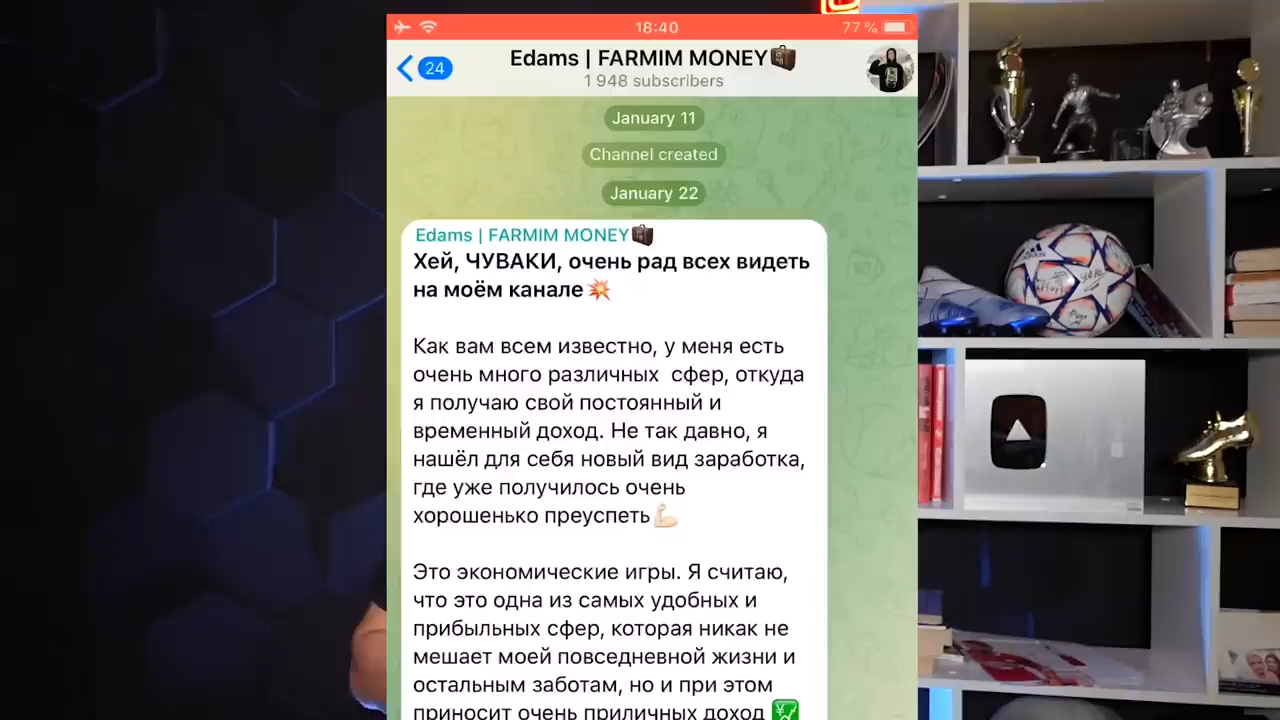 18:40
77 %
24
Edams | FARMIM MONEY💼
1 948 subscribers
January 11
Channel created
January 22
Edams | FARMIM MONEY💼
Хей, ЧУВАКИ, очень рад всех видеть
на моём канале💥
Как вам всем известно, у меня есть
очень много различных сфер, откуда
я получаю свой постоянный и
временный доход. Не так давно, я
нашёл для себя новый вид заработка,
где уже получилось очень
хорошенько преуспеть💪🏻
Это экономические игры. Я считаю,
что это одна из самых удобных и
прибыльных сфер, которая никак не
мешает моей повседневной жизни и
остальным заботам, но и при этом
приносит очень приличных доход 💹